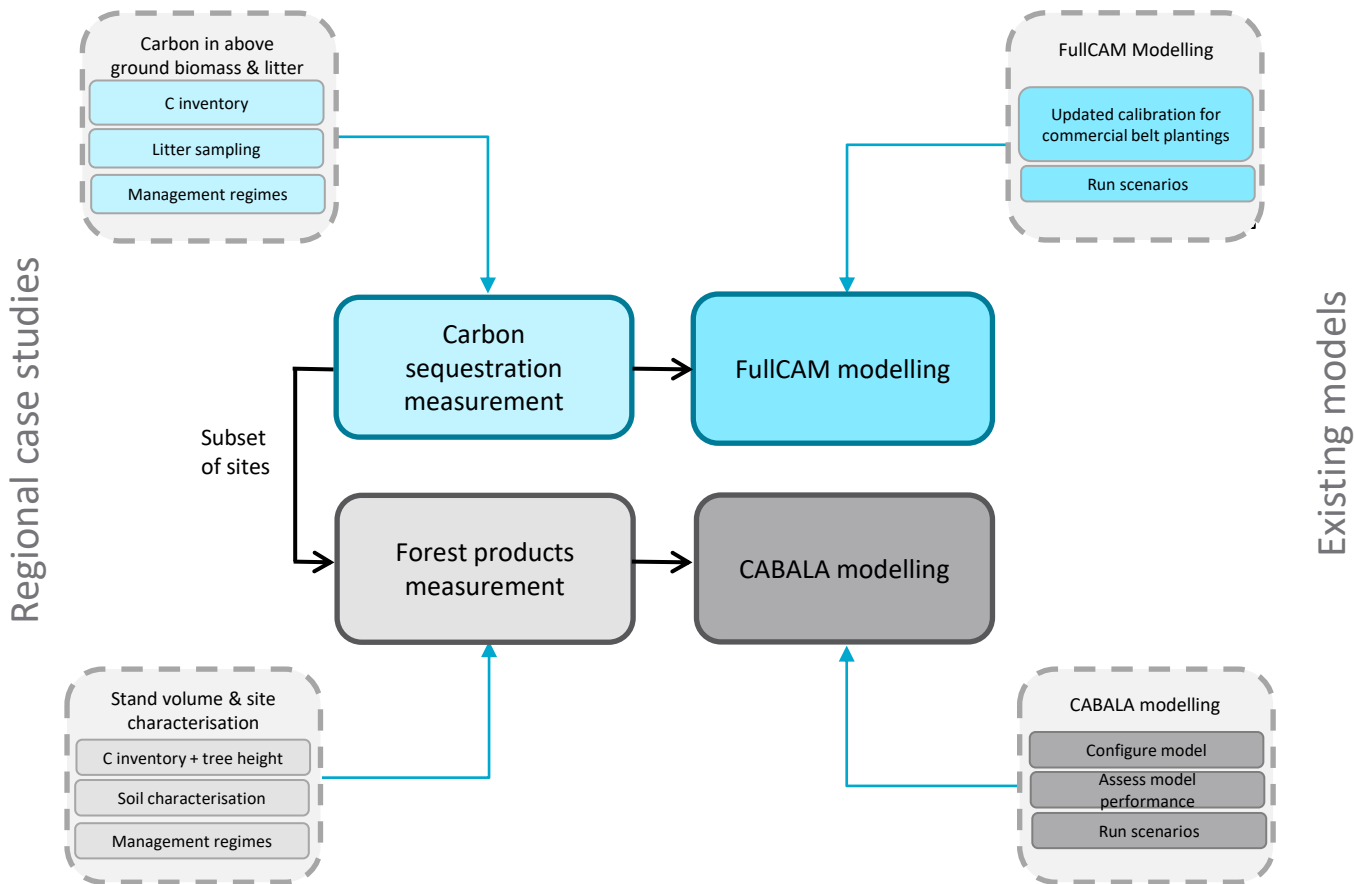 Carbon in above
ground biomass & litter
C inventory
Litter sampling
Management regimes
FullCAM Modelling
Updated calibration for
commercial belt plantings
Run scenarios
Regional case studies
Existing models
Carbon
sequestration
measurement
FullCAM modelling
Subset
of sites
Forest products
measurement
CABALA modelling
Stand volume & site
characterisation
C inventory + tree height
Soil characterisation
Management regimes
CABALA modelling
Configure model
Assess model
performance
Run scenarios